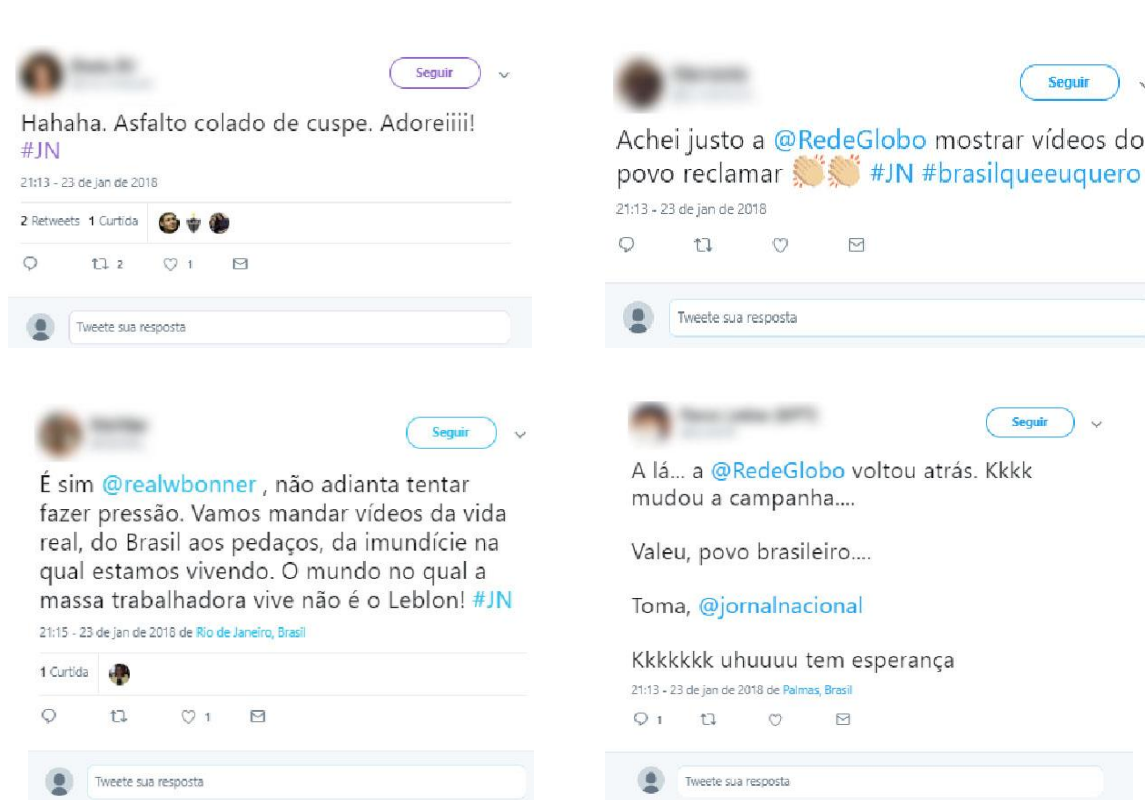 Seguir
Hahaha. Asfalto colado de cuspe. Adoreiiii!
#JN
21:13 - 23 de jan de 2018
2 Retweets 1 Curtida
2 1
Tweete sua resposta
Seguir
Achei justo a @RedeGlobo mostrar vídeos do
povo reclamar 👏👏 #JN #brasilqueeuquero
21:13 - 23 de jan de 2018
Tweete sua resposta
Seguir
É sim @realwbonner , não adianta tentar
fazer pressão. Vamos mandar vídeos da vida
real, do Brasil aos pedaços, da imundície na
qual estamos vivendo. O mundo no qual a
massa trabalhadora vive não é o Leblon! #JN
21:15 - 23 de jan de 2018 de Rio de Janeiro, Brasil
1 Curtida
1
Tweete sua resposta
Seguir
A lá... a @RedeGlobo voltou atrás. Kkkk
mudou a campanha....
Valeu, povo brasileiro....
Toma, @jornalnacional
Kkkkkkk uhuuuu tem esperança
21:13 - 23 de jan de 2018 de Palmas, Brasil
1
Tweete sua resposta